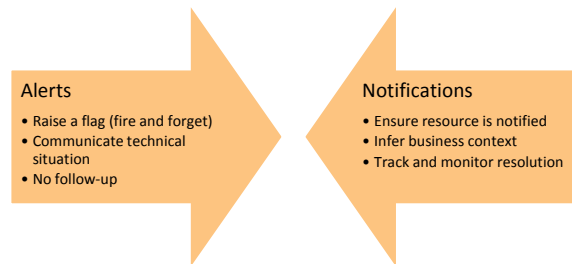 Alerts
• Raise a flag (fire and forget)
• Communicate technical
situation
• No follow-up
Notifications
• Ensure resource is notified
• Infer business context
• Track and monitor resolution